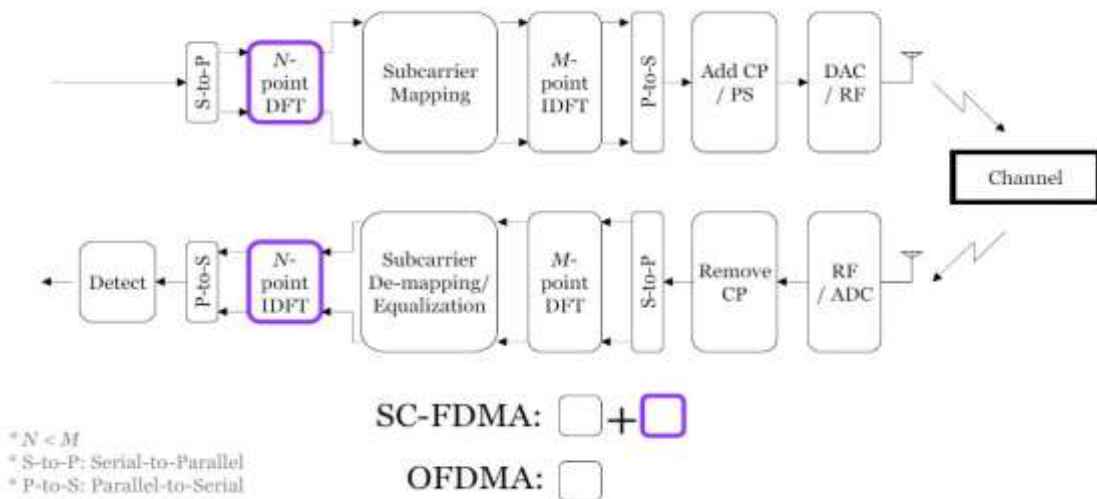 S-to-P
N-
point
DFT
Subcarrier
Mapping
M-
point
IDFT
P-to-S
Add CP
/ PS
DAC
/ RF
Channel
Detect
P-to-S
N-
point
IDFT
Subcarrier
De-mapping/
Equalization
M-
point
DFT
S-to-P
Remove
CP
RF
/ ADC
SC-FDMA: +
OFDMA:
* N < M
* S-to-P: Serial-to-Parallel
* P-to-S: Parallel-to-Serial